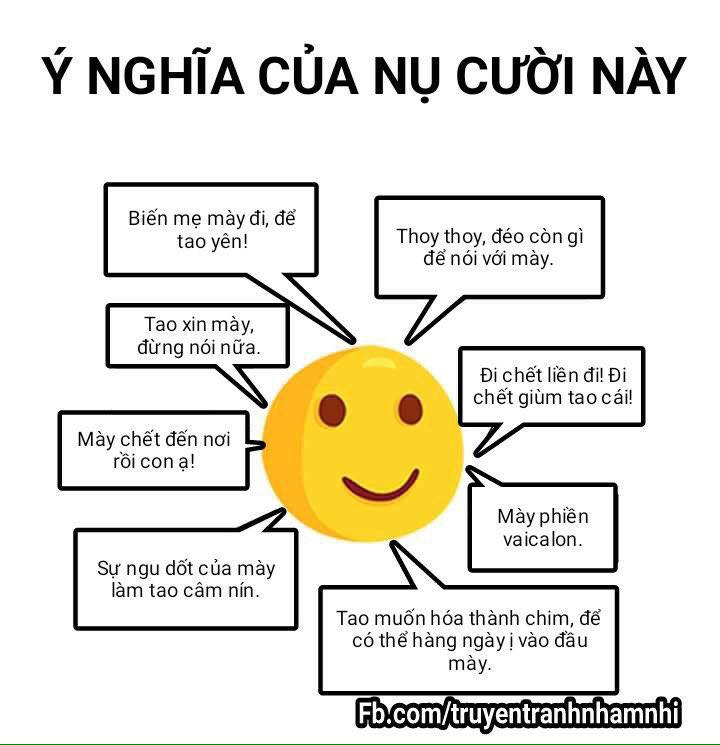 Ý NGHĨA CỦA NỤ CƯỜI NÀY
Biến mẹ mày đi, để
tao yên!
Thoy thoy, đéo còn gì
để nói với mày.
Tao xin mày,
đừng nói nữa.
Đi chết liền đi! Đi
chết giùm tao cái!
Mày chết đến nơi
rồi con ạ!
Mày phiền
vaicalon.
Sự ngu dốt của mày
làm tao câm nín.
Tao muốn hóa thành chim, để
có thể hàng ngày ị vào đầu
mày.
Fb.com/truyentranhnhamnhi